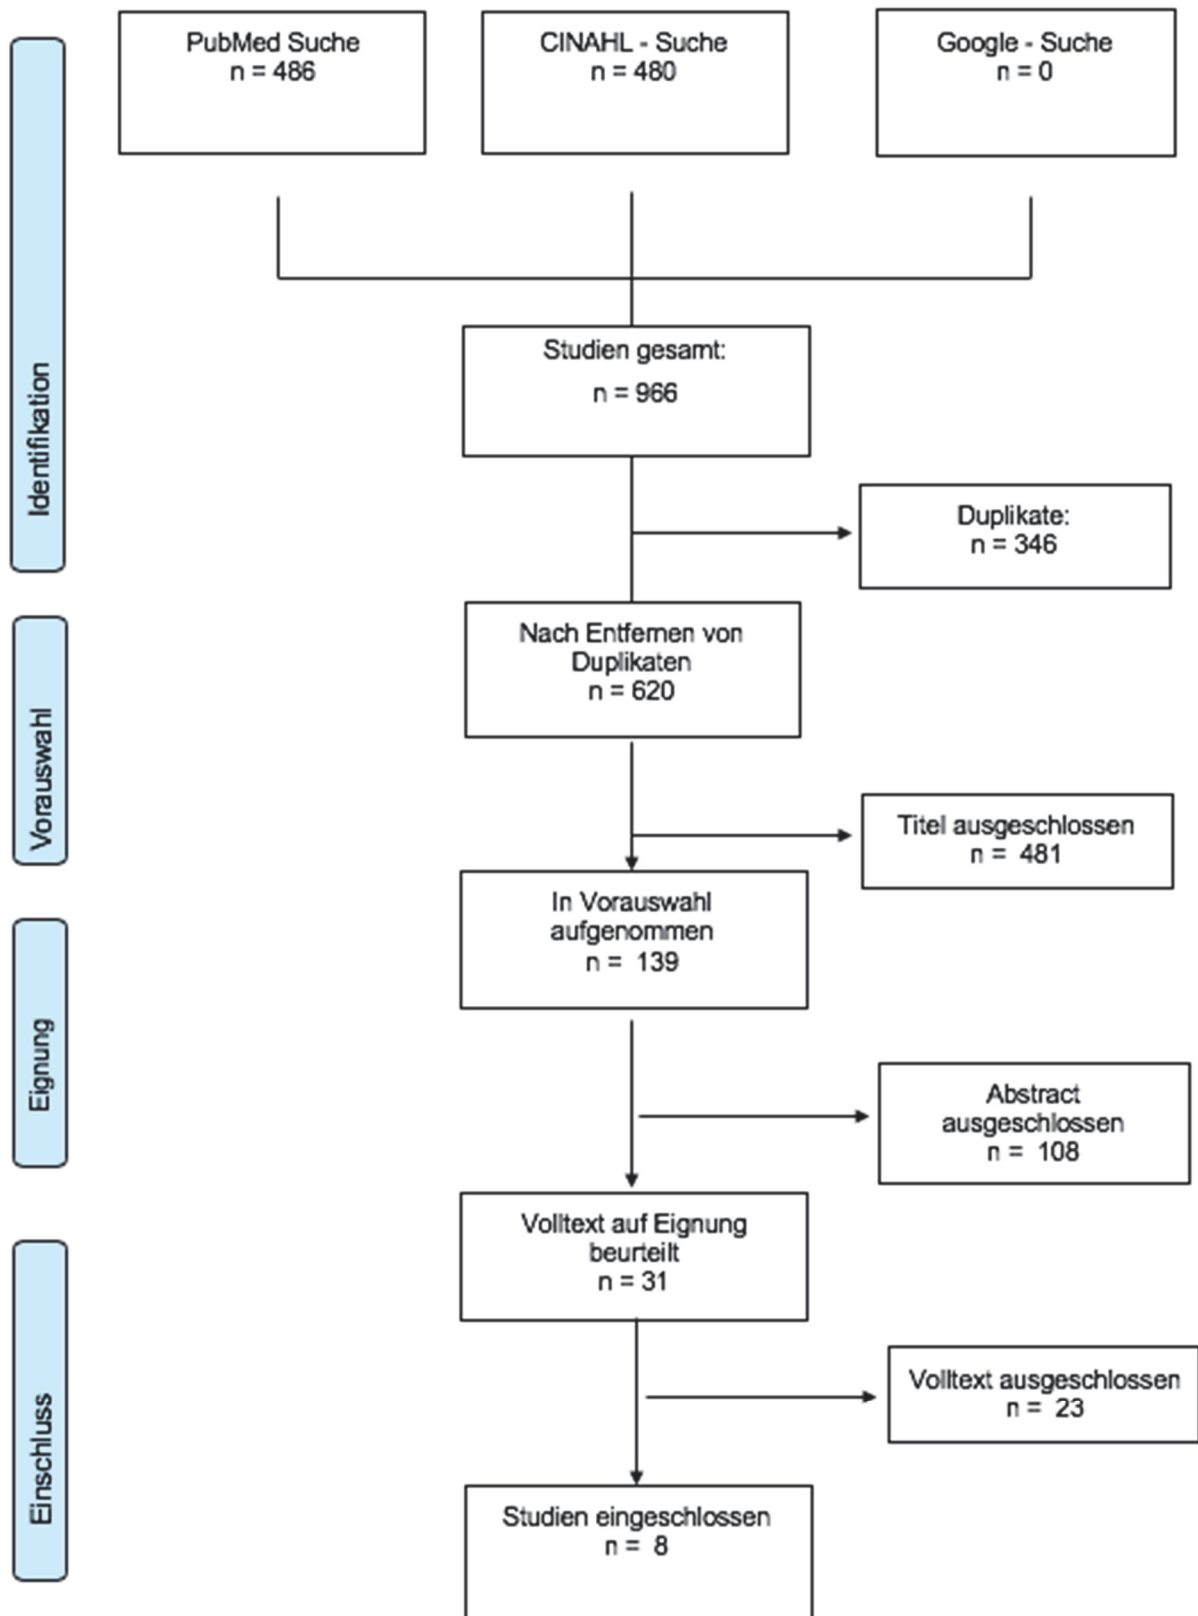 PubMed Suche
n = 486
CINAHL - Suche
n = 480
Google - Suche
n = 0
Studien gesamt:
n = 966
Identifikation
Duplikate:
n = 346
Nach Entfernen von
Duplikaten
n = 620
Vorauswahl
Titel ausgeschlossen
n = 481
In Vorauswahl
aufgenommen
n = 139
Eignung
Abstract
ausgeschlossen
n = 108
Volltext auf Eignung
beurteilt
n = 31
Einschluss
Volltext ausgeschlossen
n = 23
Studien eingeschlossen
n = 8